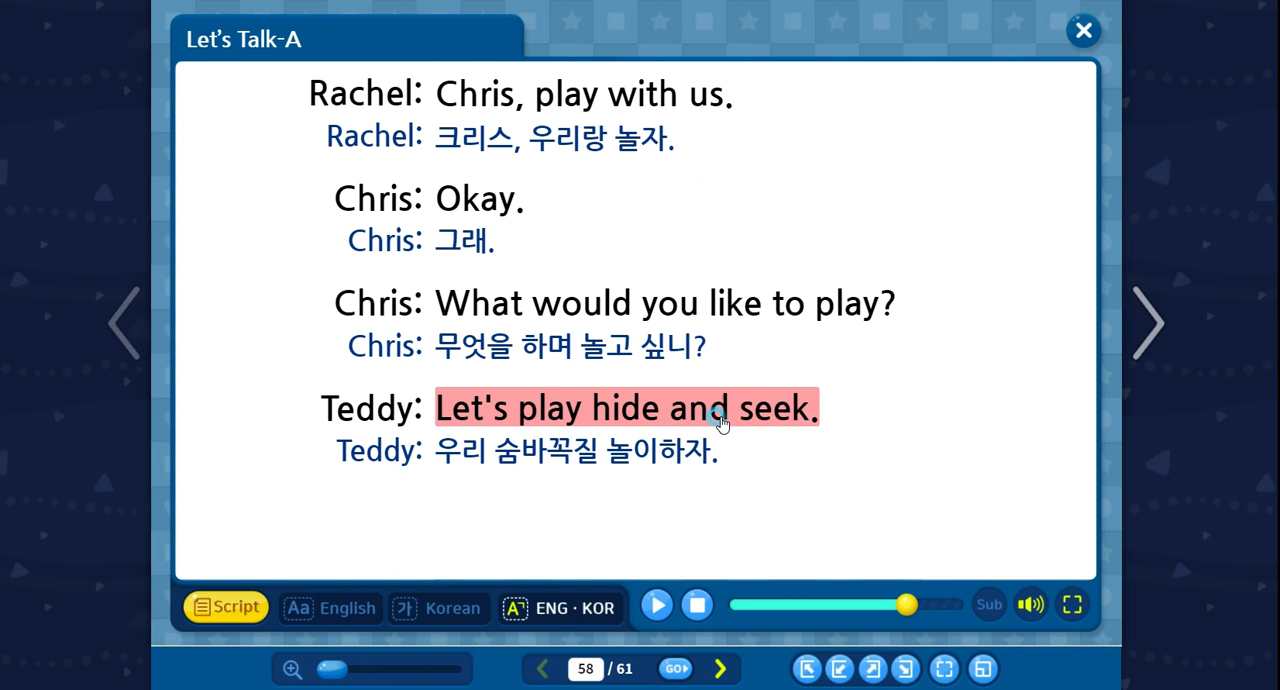 Let's Talk-A
Rachel: Chris, play with us.
Rachel: 크리스, 우리랑 놀자.
Chris: Okay.
Chris: 그래.
Chris: What would you like to play?
Chris: 무엇을 하며 놀고 싶니?
Teddy: Let's play hide and seek.
Teddy: 우리 숨바꼭질 놀이하자.
Script Aa English 가 Korean A ENG · KOR Sub
58 / 61 GO